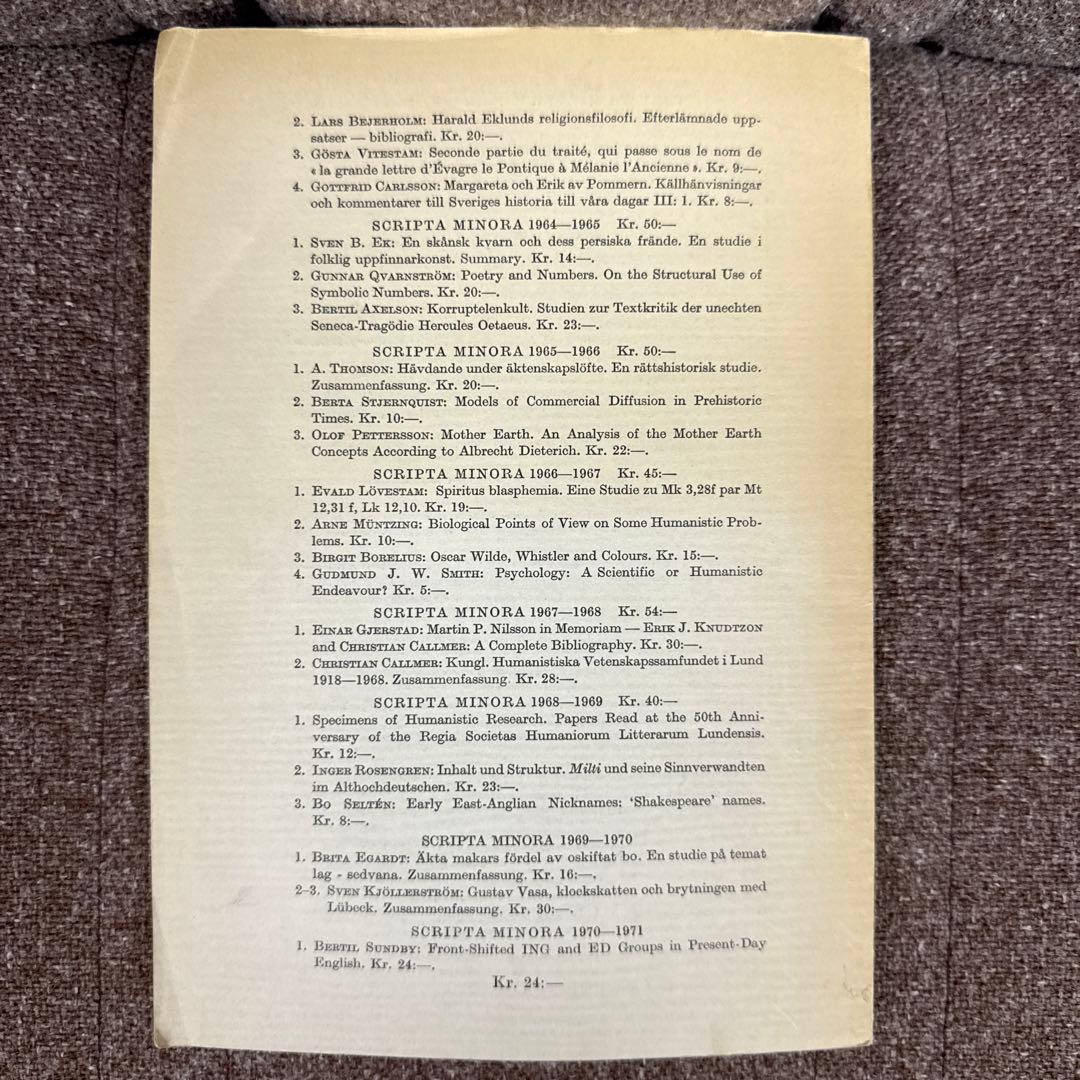 2. LARS BEJERHOLM: Harald Eklunds religionsfilosofi. Efterlämnade upp-
satser — bibliografi. Kr. 20:—.
3. GÖSTA VITESTAM: Seconde partie du traité, qui passe sous le nom de
« la grande lettre d'Évagre le Pontique à Mélanie l'Ancienne ». Kr. 9:—.
4. GOTTFRID CARLSSON: Margareta och Erik av Pommern. Källhänvisningar
och kommentarer till Sveriges historia till våra dagar III: 1. Kr. 8:—.
SCRIPTA MINORA 1964—1965 Kr. 50:—
1. SVEN B. EK: En skånsk kvarn och dess persiska frände. En studie i
folklig uppfinnarkonst. Summary. Kr. 14:—.
2. GUNNAR QVARNSTRÖM: Poetry and Numbers. On the Structural Use of
Symbolic Numbers. Kr. 20:—.
3. BERTIL AXELSON: Korruptelenkult. Studien zur Textkritik der unechten
Seneca-Tragödie Hercules Oetaeus. Kr. 23:—.
SCRIPTA MINORA 1965—1966 Kr. 50:—
1. A. THOMSON: Hävdande under äktenskapslöfte. En rättshistorisk studie.
Zusammenfassung. Kr. 20:—.
2. BERTA STJERNQUIST: Models of Commercial Diffusion in Prehistoric
Times. Kr. 10:—.
3. OLOF PETTERSSON: Mother Earth. An Analysis of the Mother Earth
Concepts According to Albrecht Dieterich. Kr. 22:—.
SCRIPTA MINORA 1966—1967 Kr. 45:—
1. EVALD LÖVESTAM: Spiritus blasphemia. Eine Studie zu Mk 3,28f par Mt
12,31 f, Lk 12,10. Kr. 19:—.
2. ARNE MÜNTZING: Biological Points of View on Some Humanistic Prob-
lems. Kr. 10:—.
3. BIRGIT BORELIUS: Oscar Wilde, Whistler and Colours. Kr. 15:—.
4. GUDMUND J. W. SMITH: Psychology: A Scientific or Humanistic
Endeavour? Kr. 5:—.
SCRIPTA MINORA 1967—1968 Kr. 54:—
1. EINAR GJERSTAD: Martin P. Nilsson in Memoriam — ERIK J. KNUDTZON
and CHRISTIAN CALLMER: A Complete Bibliography. Kr. 30:—.
2. CHRISTIAN CALLMER: Kungl. Humanistiska Vetenskapssamfundet i Lund
1918—1968. Zusammenfassung. Kr. 28:—.
SCRIPTA MINORA 1968—1969 Kr. 40:—
1. Specimens of Humanistic Research. Papers Read at the 50th Anni-
versary of the Regia Societas Humaniorum Litterarum Lundensis.
Kr. 12:—.
2. INGER ROSENGREN: Inhalt und Struktur. Milti und seine Sinnverwandten
im Althochdeutschen. Kr. 23:—.
3. BO SELTÉN: Early East-Anglian Nicknames: 'Shakespeare' names.
Kr. 8:—.
SCRIPTA MINORA 1969—1970
1. BRITA EGARDT: Äkta makars fördel av oskiftat bo. En studie på temat
lag - sedvana. Zusammenfassung. Kr. 16:—.
2–3. SVEN KJÖLLERSTRÖM: Gustav Vasa, klockskatten och brytningen med
Lübeck. Zusammenfassung. Kr. 30:—.
SCRIPTA MINORA 1970—1971
1. BERTIL SUNDBY: Front-Shifted ING and ED Groups in Present-Day
English. Kr. 24:—.
Kr. 24:—